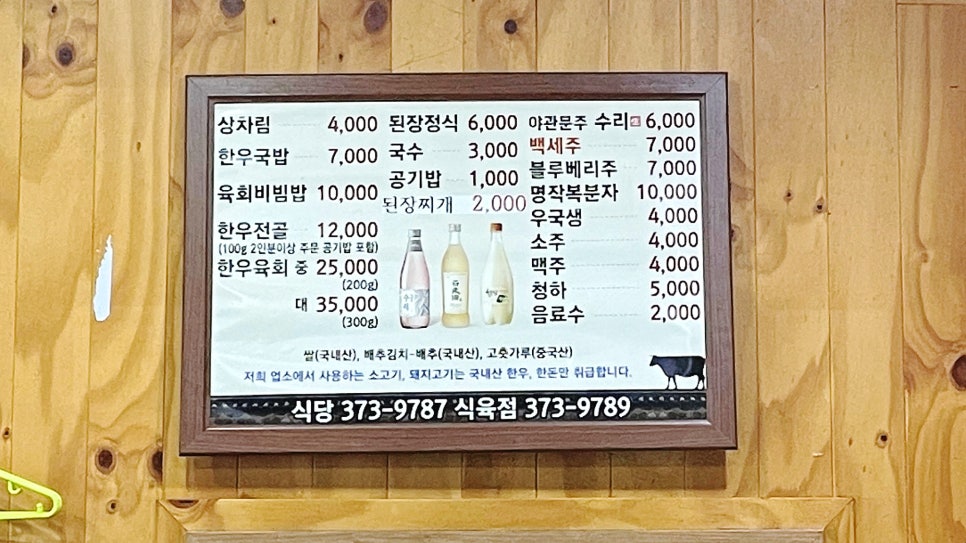 상차림 4,000
한우국밥 7,000
육회비빔밥 10,000
한우전골 12,000
(100g 2인분이상 주문 공기밥 포함)
한우육회 중 25,000
(200g)
대 35,000
(300g)
된장정식 6,000
국수 3,000
공기밥 1,000
된장찌개 2,000
야관문주 수리 6,000
백세주 7,000
블루베리주 7,000
명작복분자 10,000
우국생 4,000
소주 4,000
맥주 4,000
청하 5,000
음료수 2,000
쌀(국내산), 배추김치-배추(국내산), 고춧가루(중국산)
저희 업소에서 사용하는 소고기, 돼지고기는 국내산 한우, 한돈만 취급합니다.
식당 373-9787 식육점 373-9789